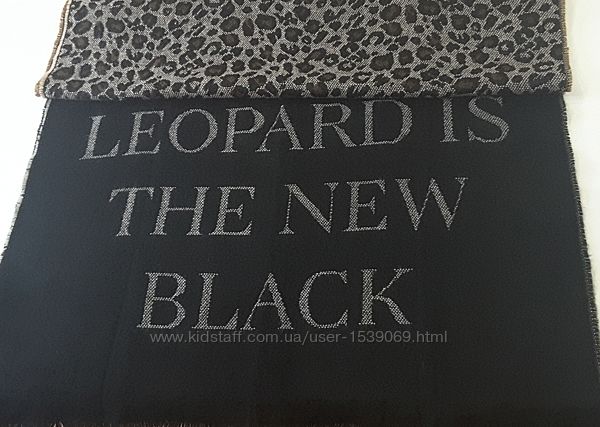 LEOPARD IS
THE NEW
BLACK
www.kidstaff.com.ua/user-1539069.html